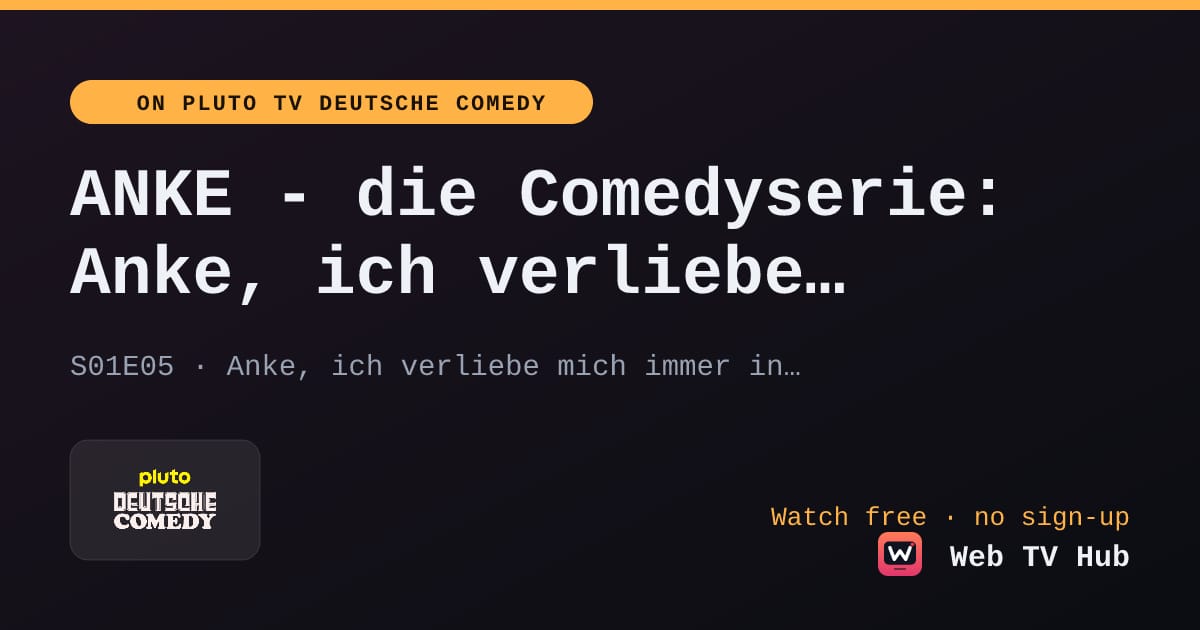 ON PLUTO TV DEUTSCHE COMEDY
ANKE - die Comedyserie:
Anke, ich verliebe…
S01E05 · Anke, ich verliebe mich immer in…
pluto
DEUTSCHE
COMEDY
Watch free · no sign-up
W Web TV Hub